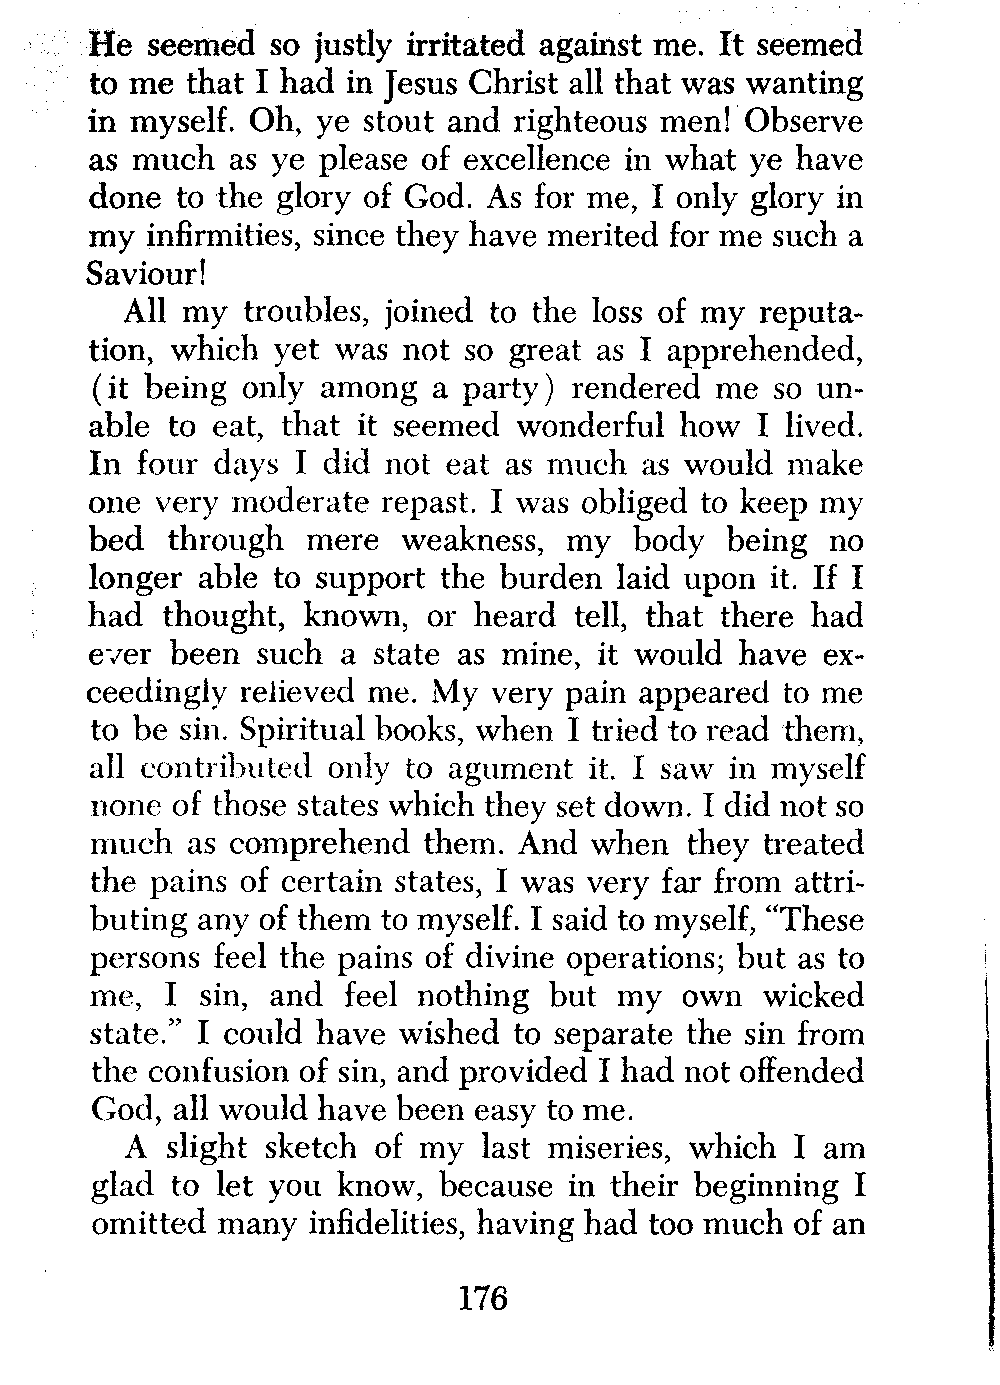 He seemed so justly irritated against me. It seemed
to me that I had in Jesus Christ all that was wanting
in myself. Oh, ye stout and righteous men! Observe
as much as ye please of excellence in what ye have
done to the glory of God. As for me, I only glory in
my infirmities, since they have merited for me such a
Saviour!
All my troubles, joined to the loss of my reputa-
tion, which yet was not so great as I apprehended,
(it being only among a party) rendered me so un-
able to eat, that it seemed wonderful how I lived.
In four days I did not eat as much as would make
one very moderate repast. I was obliged to keep my
bed through mere weakness, my body being no
longer able to support the burden laid upon it. If I
had thought, known, or heard tell, that there had
ever been such a state as mine, it would have ex-
ceedingly relieved me. My very pain appeared to me
to be sin. Spiritual books, when I tried to read them,
all contributed only to agument it. I saw in myself
none of those states which they set down. I did not so
much as comprehend them. And when they treated
the pains of certain states, I was very far from attri-
buting any of them to myself. I said to myself, “These
persons feel the pains of divine operations; but as to
me, I sin, and feel nothing but my own wicked
state.” I could have wished to separate the sin from
the confusion of sin, and provided I had not offended
God, all would have been easy to me.
A slight sketch of my last miseries, which I am
glad to let you know, because in their beginning I
omitted many infidelities, having had too much of an
176